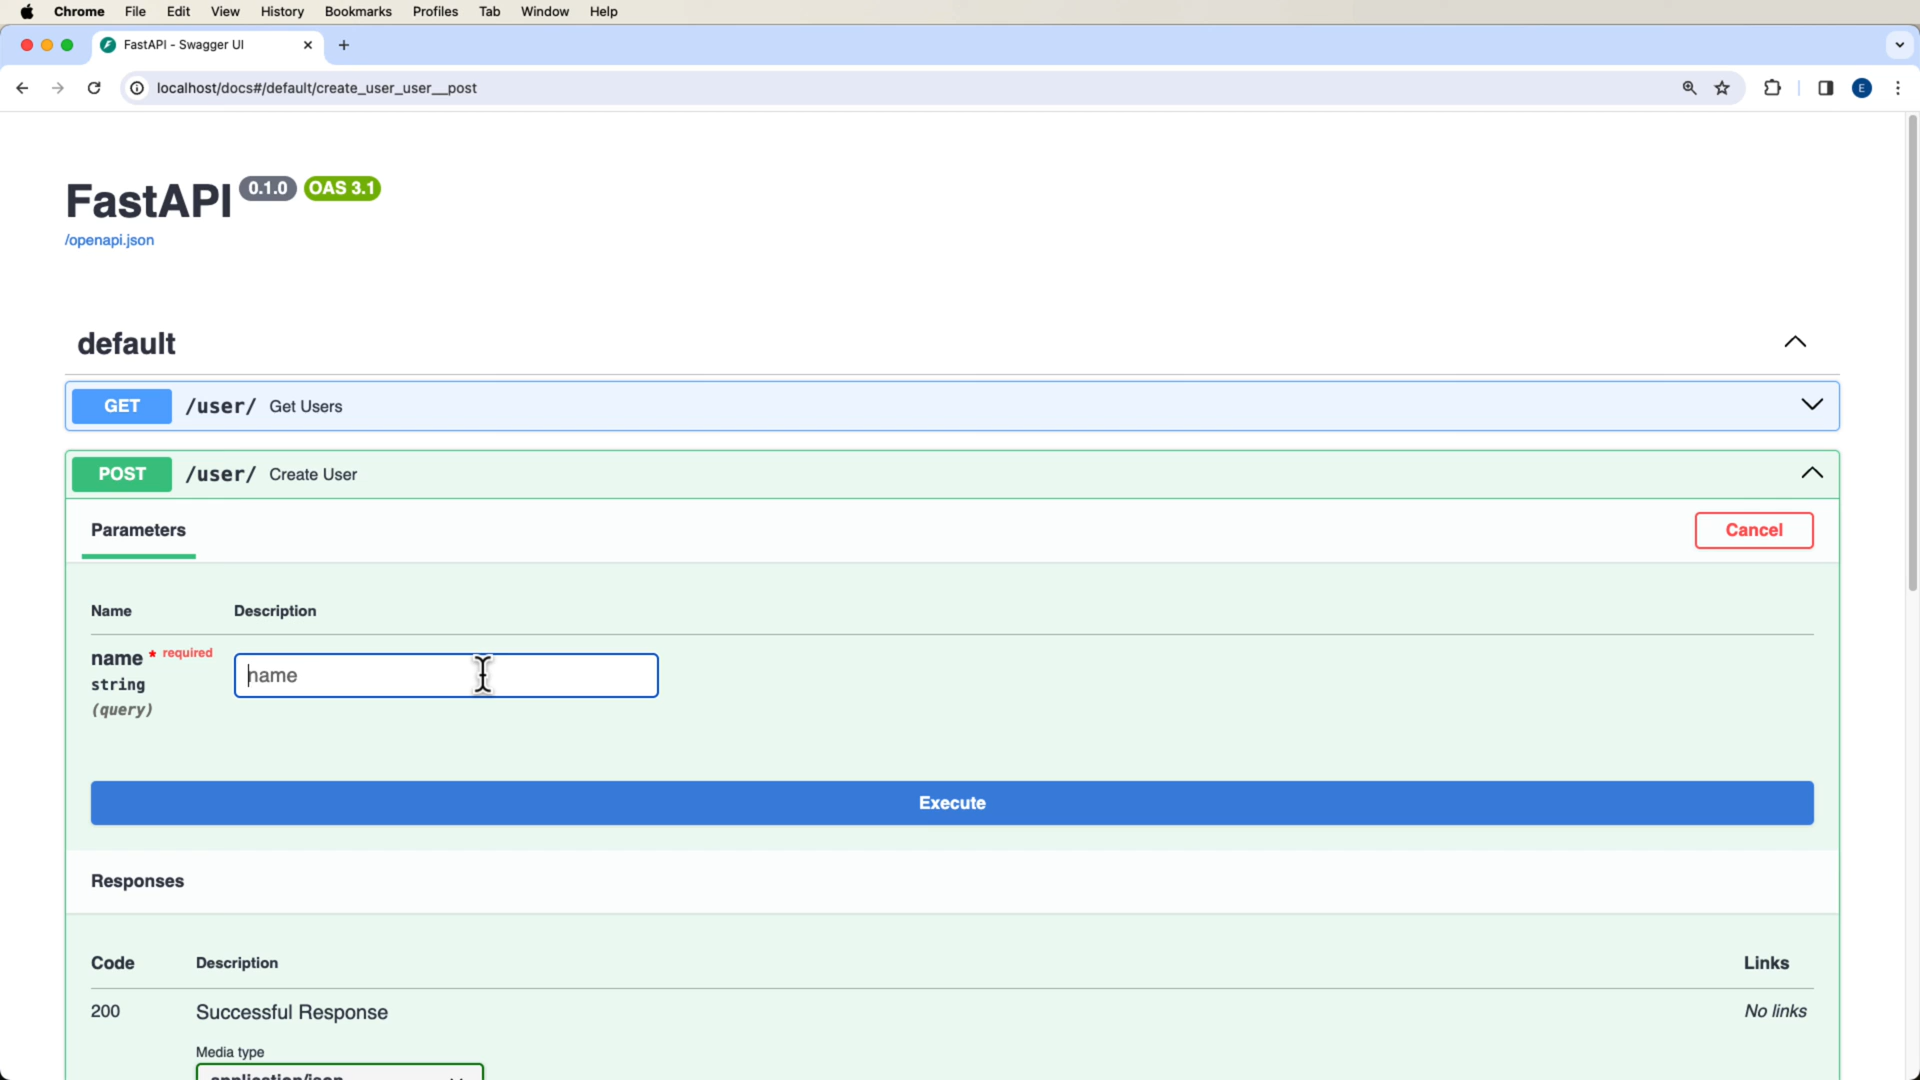 Chrome File Edit View History Bookmarks Profiles Tab Window Help
FastAPI - Swagger UI
localhost/docs#/default/create_user_user__post
E
FastAPI 0.1.0 OAS 3.1
/openapi.json
default
GET /user/ Get Users
POST /user/ Create User
Parameters Cancel
Name Description
name * required
string
(query)
name
Execute
Responses
Code Description Links
200 Successful Response No links
Media type
application/json